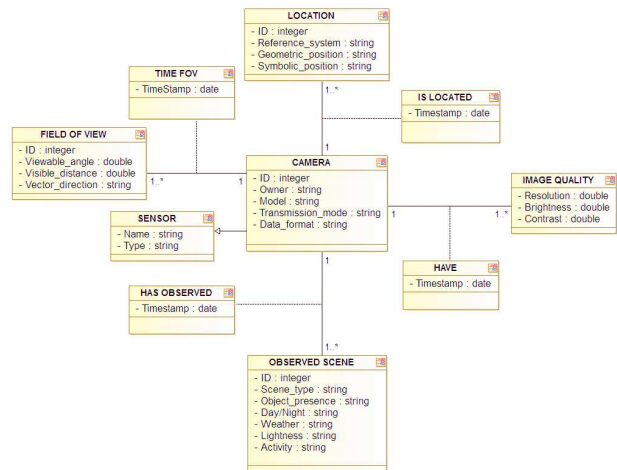 LOCATION
- ID : integer
- Reference_system : string
- Geometric_position : string
- Symbolic_position : string
TIME FOV
- TimeStamp : date
1..*
IS LOCATED
- Timestamp : date
FIELD OF VIEW
- ID : integer
- Viewable_angle : double
- Visible_distance : double
- Vector_direction : string
1..*
1
1
CAMERA
- ID : integer
- Owner : string
- Model : string
- Transmission_mode : string
- Data_format : string
1
1..*
IMAGE QUALITY
- Resolution : double
- Brightness : double
- Contrast : double
SENSOR
- Name : string
- Type : string
1
HAVE
- Timestamp : date
HAS OBSERVED
- Timestamp : date
1..*
OBSERVED SCENE
- ID : integer
- Scene_type : string
- Object_presence : string
- Day/Night : string
- Weather : string
- Lightness : string
- Activity : string